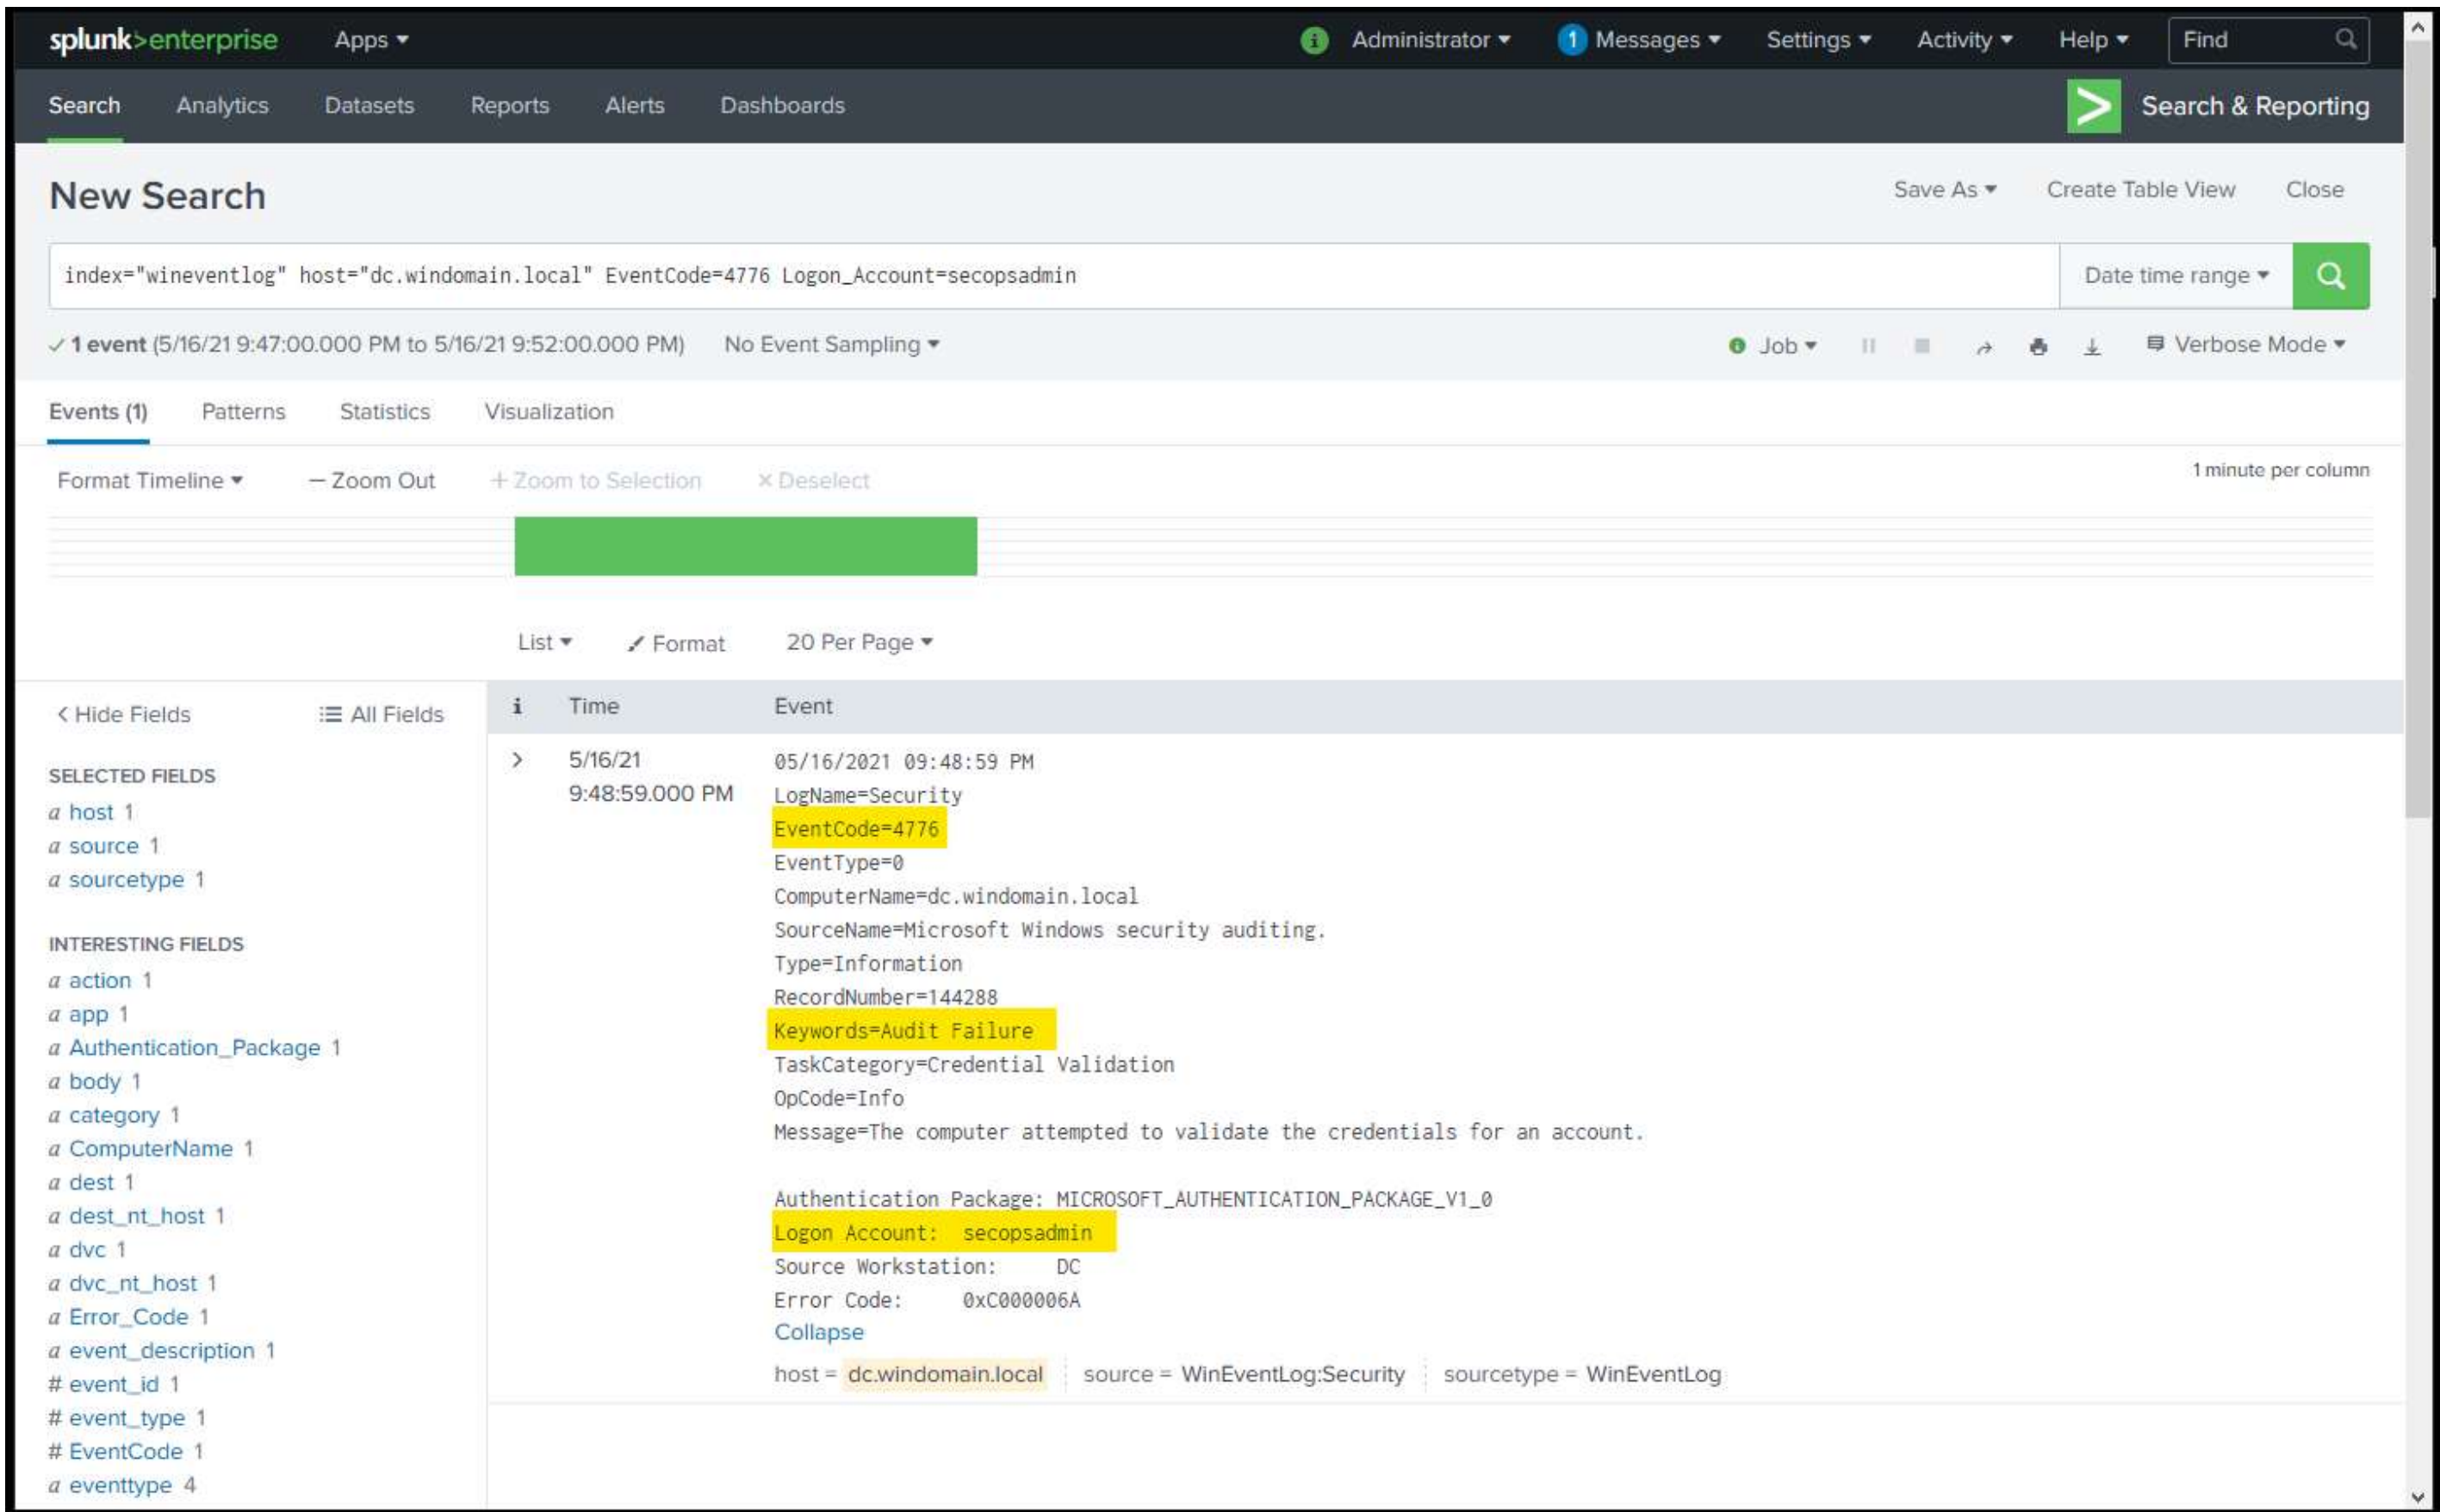 splunk>enterprise Apps i Administrator 1 Messages Settings Activity Help Find
Search Analytics Datasets Reports Alerts Dashboards > Search & Reporting
New Search Save As Create Table View Close
index="wineventlog" host="dc.windomain.local" EventCode=4776 Logon_Account=secopsadmin Date time range
✓ 1 event (5/16/21 9:47:00.000 PM to 5/16/21 9:52:00.000 PM) No Event Sampling Job Verbose Mode
Events (1) Patterns Statistics Visualization
Format Timeline — Zoom Out + Zoom to Selection × Deselect 1 minute per column
List Format 20 Per Page
< Hide Fields All Fields
SELECTED FIELDS
a host 1
a source 1
a sourcetype 1
INTERESTING FIELDS
a action 1
a app 1
a Authentication_Package 1
a body 1
a category 1
a ComputerName 1
a dest 1
a dest_nt_host 1
a dvc 1
a dvc_nt_host 1
a Error_Code 1
a event_description 1
# event_id 1
# event_type 1
# EventCode 1
a eventtype 4
i Time Event
> 5/16/21
9:48:59.000 PM
05/16/2021 09:48:59 PM
LogName=Security
EventCode=4776
EventType=0
ComputerName=dc.windomain.local
SourceName=Microsoft Windows security auditing.
Type=Information
RecordNumber=144288
Keywords=Audit Failure
TaskCategory=Credential Validation
OpCode=Info
Message=The computer attempted to validate the credentials for an account.
Authentication Package: MICROSOFT_AUTHENTICATION_PACKAGE_V1_0
Logon Account: secopsadmin
Source Workstation: DC
Error Code: 0xC000006A
Collapse
host = dc.windomain.local source = WinEventLog:Security sourcetype = WinEventLog